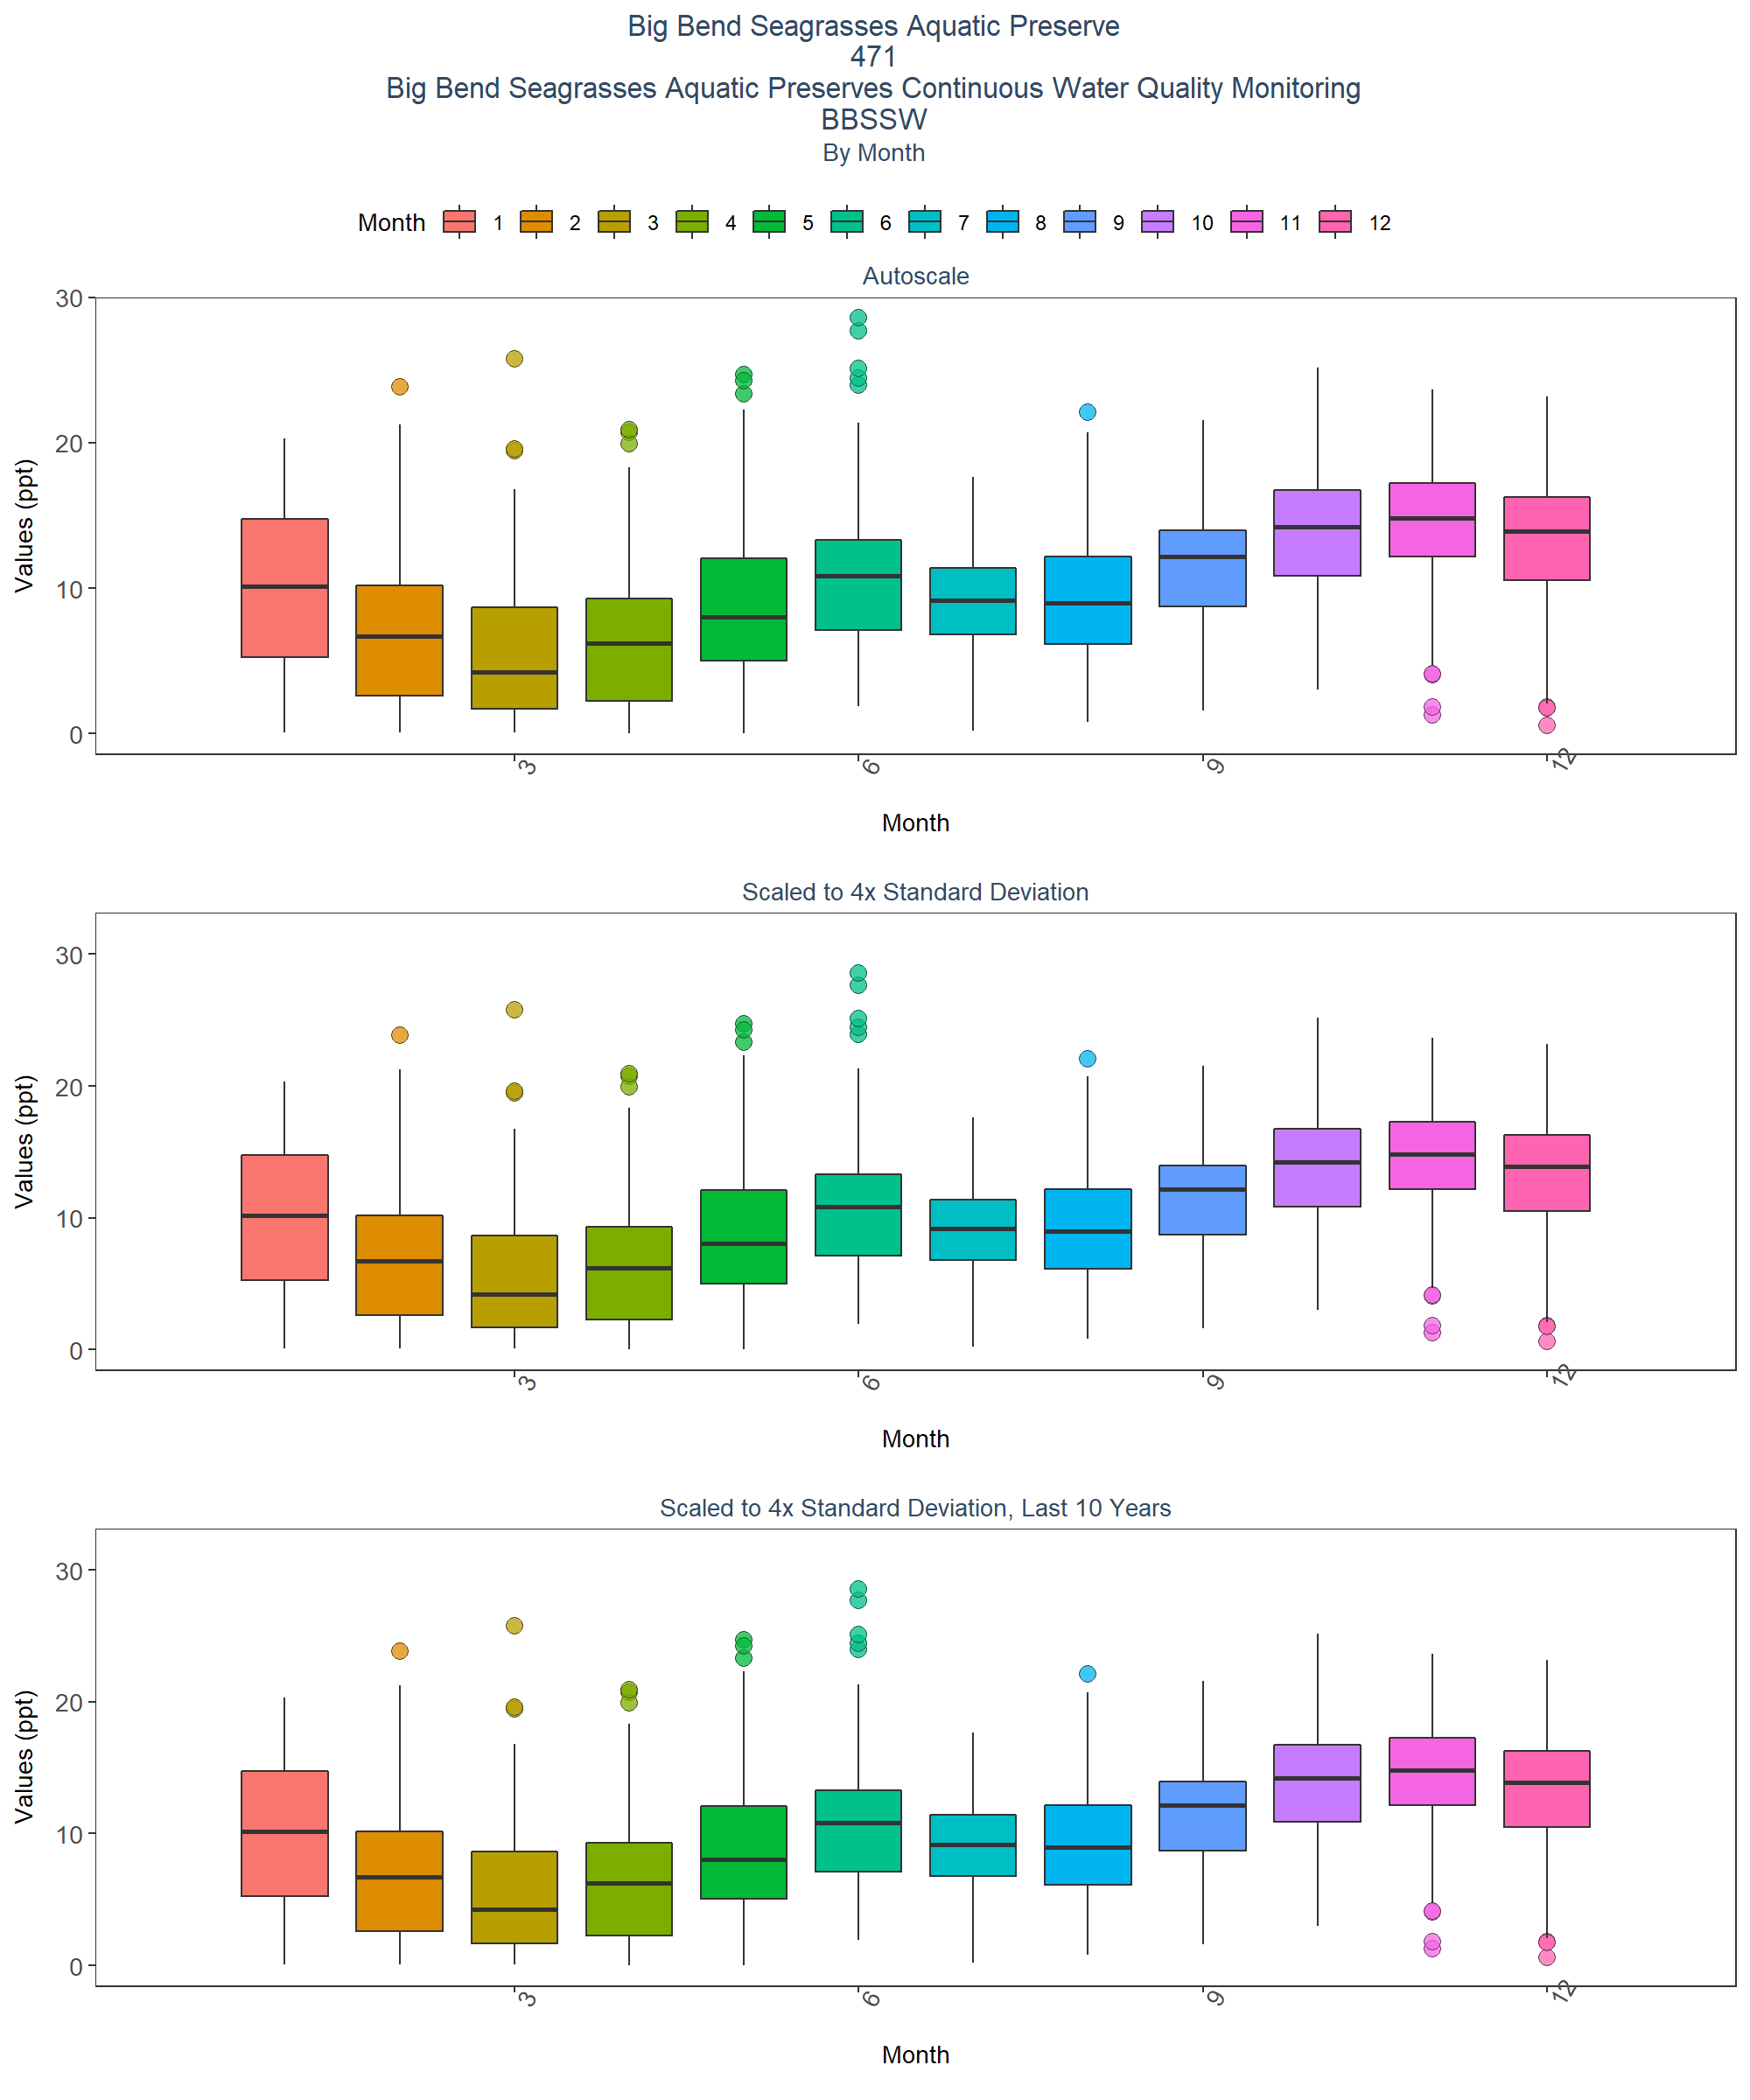 Big Bend Seagrasses Aquatic Preserve
471
Big Bend Seagrasses Aquatic Preserves Continuous Water Quality Monitoring
BBSSW
By Month
Month 1 2 3 4 5 6 7 8 9 10 11 12
Autoscale
30
20
10
0
Values (ppt)
3 6 9 12
Month
Scaled to 4x Standard Deviation
30
20
10
0
Values (ppt)
3 6 9 12
Month
Scaled to 4x Standard Deviation, Last 10 Years
30
20
10
0
Values (ppt)
3 6 9 12
Month